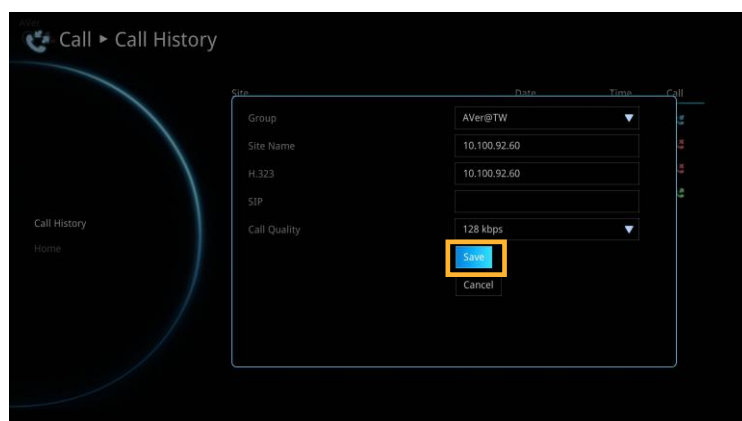 AVer
Call ► Call History
Site Date Time Call
Group AVer@TW
Site Name 10.100.92.60
H.323 10.100.92.60
SIP
Call Quality 128 kbps
Save
Cancel
Call History
Home